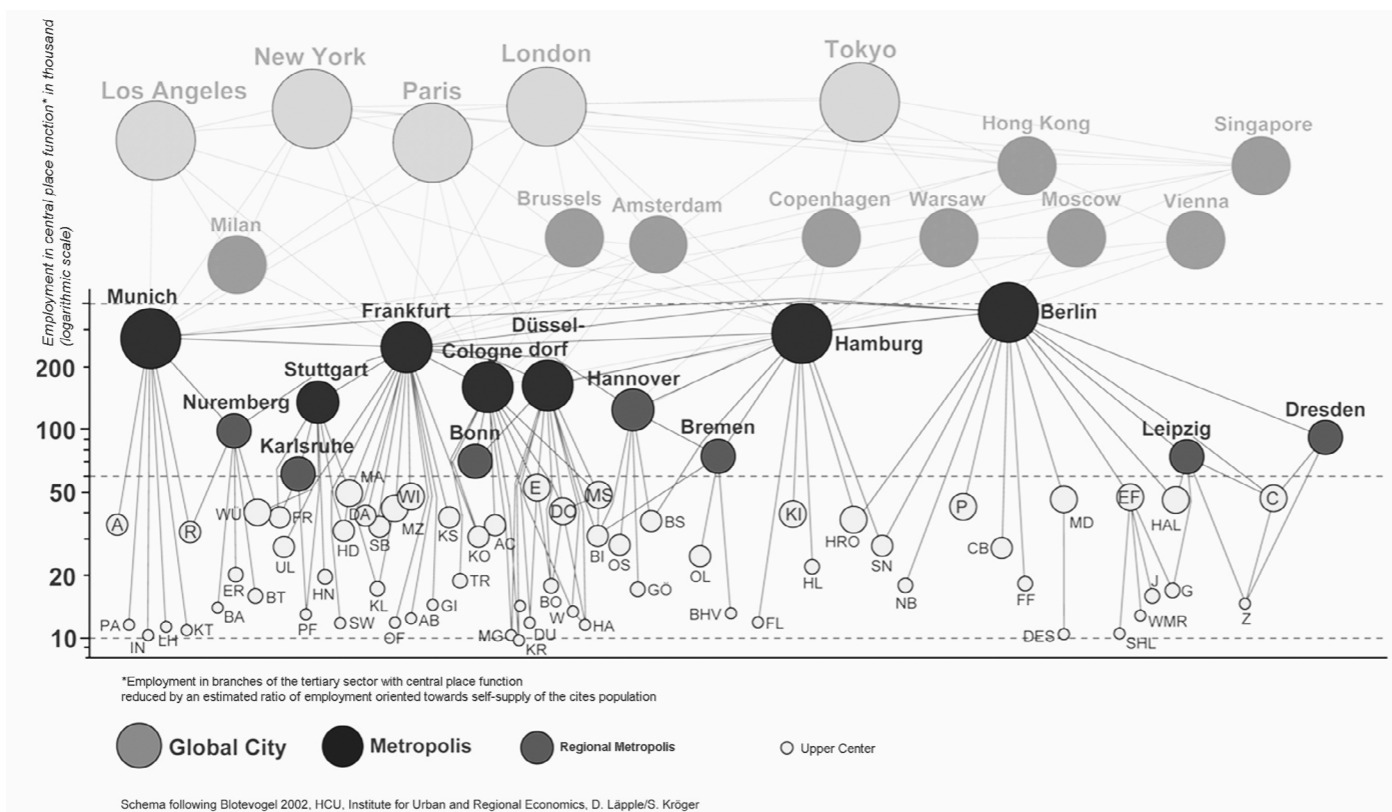 Employment in central place function* in thousand
(logarithmic scale)
Los Angeles
New York
Paris
London
Tokyo
Hong Kong
Singapore
Milan
Brussels
Amsterdam
Copenhagen
Warsaw
Moscow
Vienna
Munich
Frankfurt
Düssel-
dorf
Cologne
Stuttgart
Hamburg
Berlin
Nuremberg
Karlsruhe
Bonn
Hannover
Bremen
Leipzig
Dresden
200
100
50
20
10
A
R
WÜ
FR
MA
WI
DA
MZ
HD
SB
KS
KO
AC
E
DO
MS
BI
OS
BS
KI
HRO
SN
P
CB
MD
EF
HAL
C
UL
ER
BT
BA
HN
PF
SW
KL
OF
AB
GI
TR
BO
W
HA
DU
MG
KR
GÖ
OL
BHV
HL
FL
NB
FF
DES
J
G
WMR
SHL
Z
PA
IN
LH
KT
*Employment in branches of the tertiary sector with central place function
reduced by an estimated ratio of employment oriented towards self-supply of the cites population
Global City
Metropolis
Regional Metropolis
Upper Center
Schema following Blotevogel 2002, HCU, Institute for Urban and Regional Economics, D. Läpple/S. Kröger